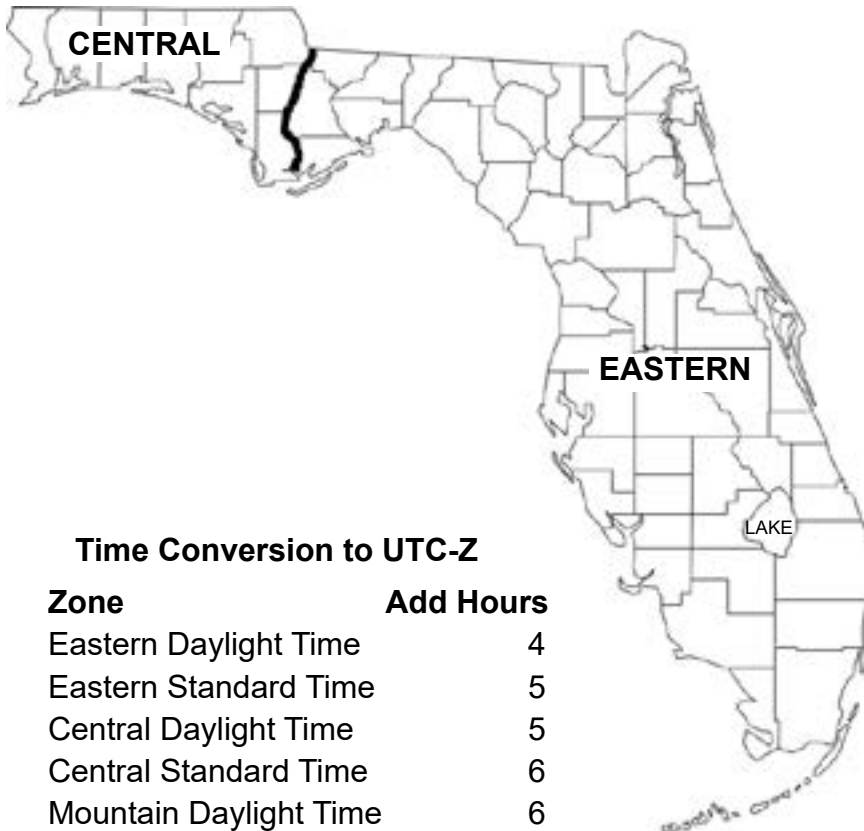 CENTRAL
EASTERN
LAKE
Time Conversion to UTC-Z
Zone Add Hours
Eastern Daylight Time 4
Eastern Standard Time 5
Central Daylight Time 5
Central Standard Time 6
Mountain Daylight Time 6